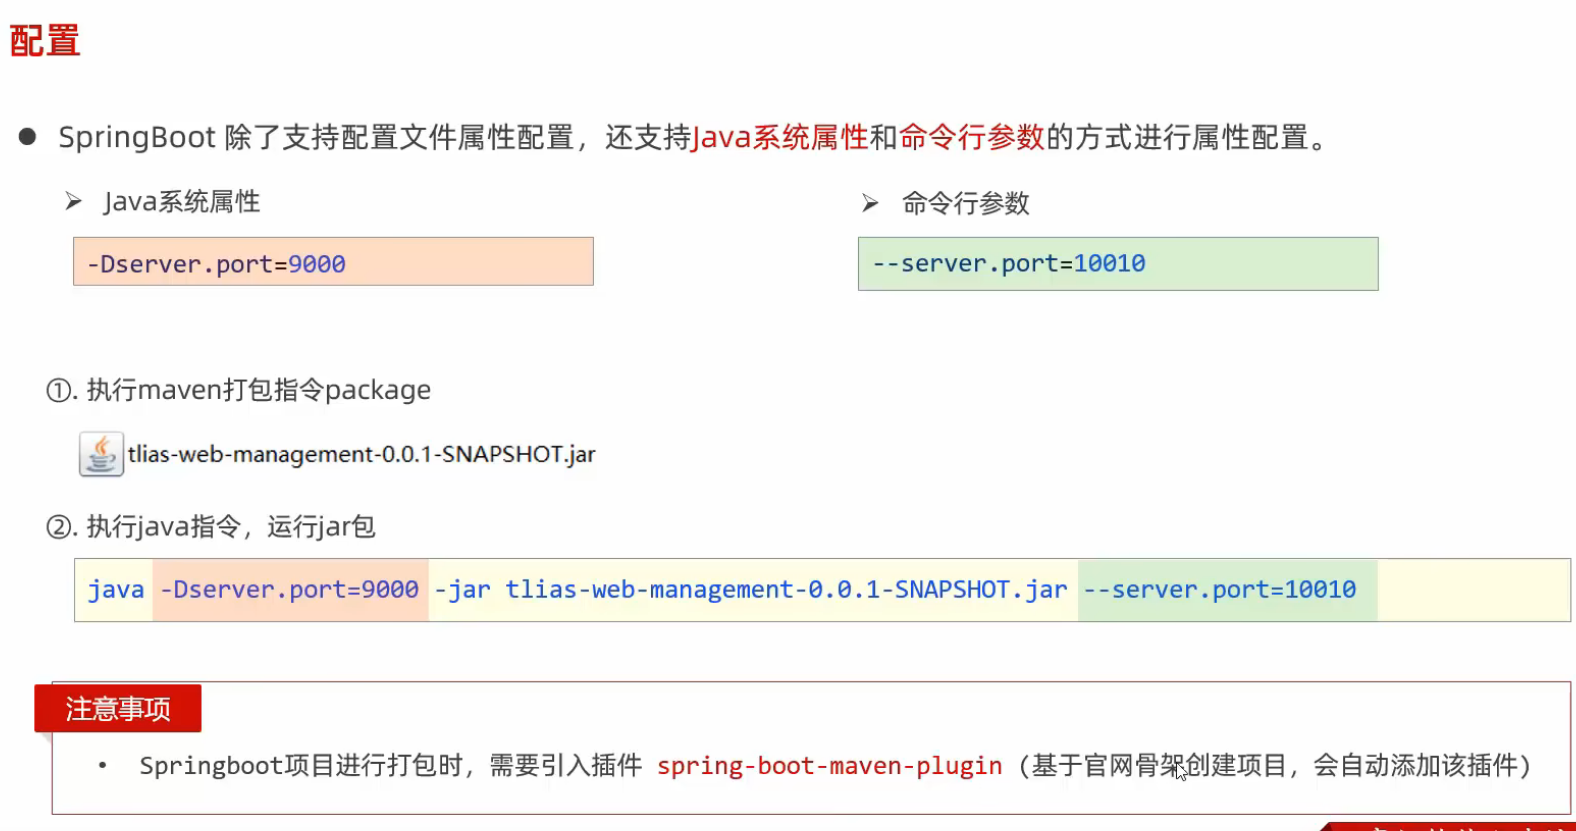 配置
● SpringBoot 除了支持配置文件属性配置，还支持Java系统属性和命令行参数的方式进行属性配置。
➢ Java系统属性
-Dserver.port=9000
➢ 命令行参数
--server.port=10010
①. 执行maven打包指令package
tlias-web-management-0.0.1-SNAPSHOT.jar
②. 执行java指令，运行jar包
java -Dserver.port=9000 -jar tlias-web-management-0.0.1-SNAPSHOT.jar --server.port=10010
注意事项
• Springboot项目进行打包时，需要引入插件 spring-boot-maven-plugin (基于官网骨架创建项目，会自动添加该插件)